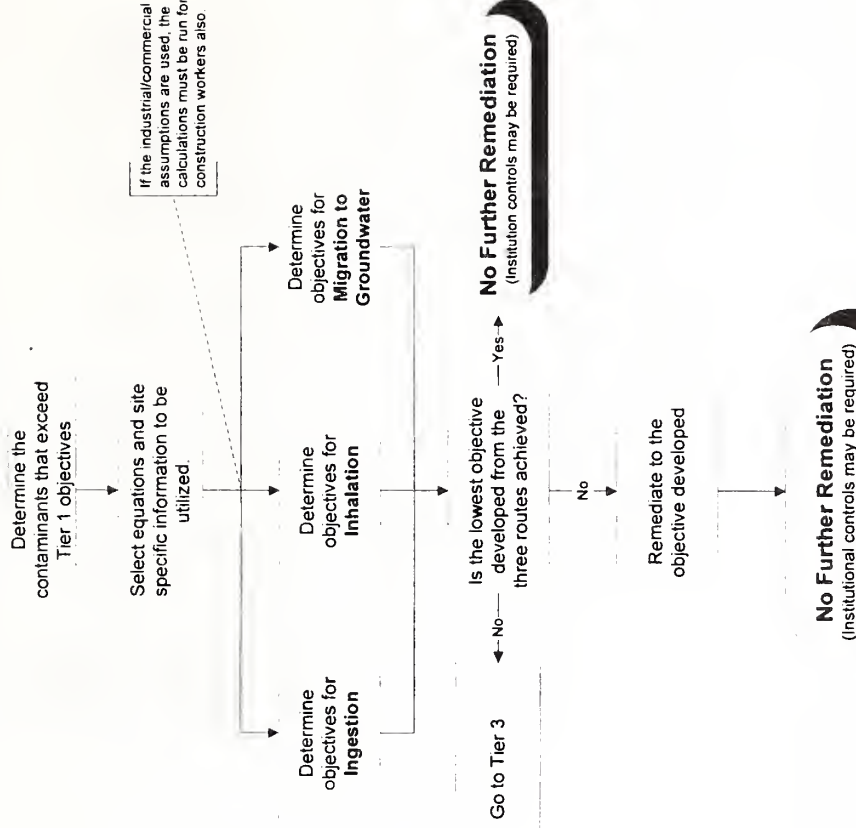 Determine the
contaminants that exceed
Tier 1 objectives
Select equations and site
specific information to be
utilized.
If the industrial/commercial
assumptions are used, the
calculations must be run for
construction workers also.
Determine
objectives for
Ingestion
Determine
objectives for
Inhalation
Determine
objectives for
Migration to
Groundwater
Go to Tier 3
No
Is the lowest objective
developed from the
three routes achieved?
Yes
No Further Remediation
(Institution controls may be required)
No
Remediate to the
objective developed
No Further Remediation
(Institutional controls may be required)